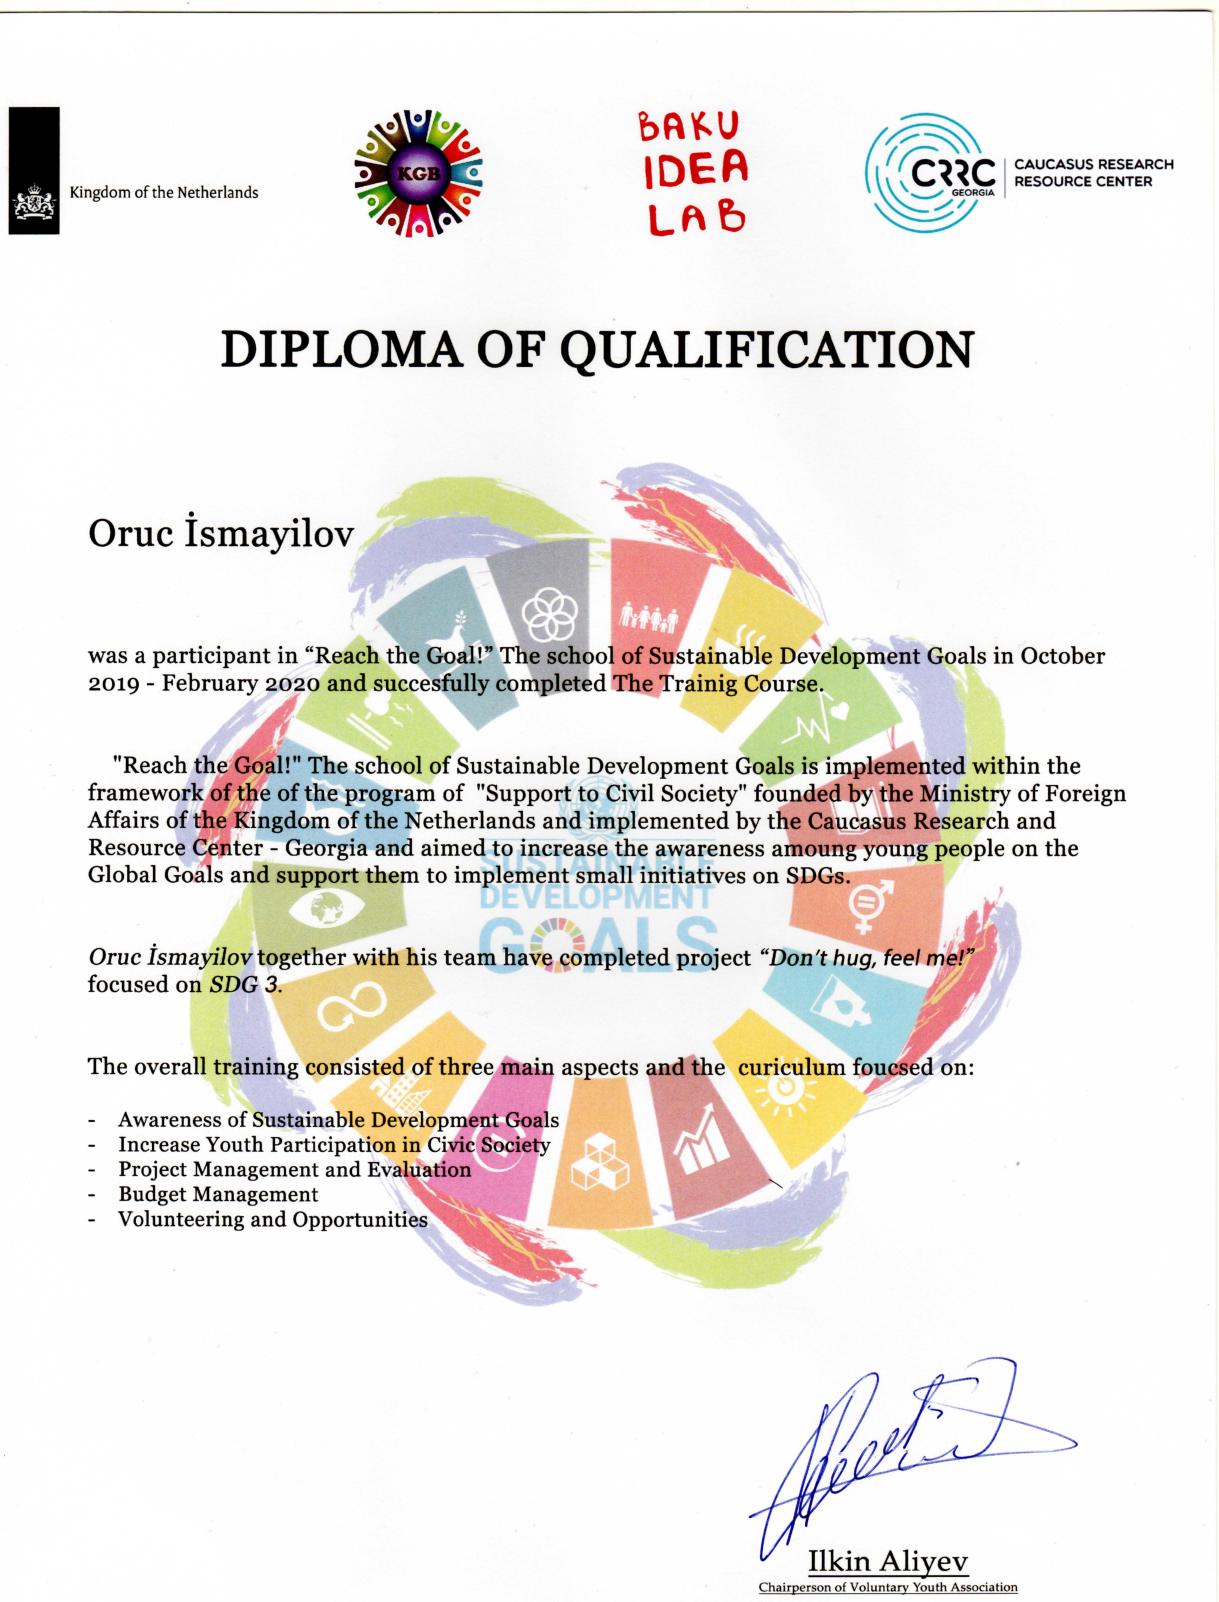 Kingdom of the Netherlands
KGB
BAKU
IDEA
LAB
CRRC
GEORGIA
CAUCASUS RESEARCH
RESOURCE CENTER
DIPLOMA OF QUALIFICATION
Oruc İsmayilov
was a participant in “Reach the Goal!” The school of Sustainable Development Goals in October
2019 - February 2020 and succesfully completed The Trainig Course.
"Reach the Goal!" The school of Sustainable Development Goals is implemented within the
framework of the of the program of "Support to Civil Society" founded by the Ministry of Foreign
Affairs of the Kingdom of the Netherlands and implemented by the Caucasus Research and
Resource Center - Georgia and aimed to increase the awareness amoung young people on the
Global Goals and support them to implement small initiatives on SDGs.
SUSTAINABLE
DEVELOPMENT
GOALS
Oruc İsmayilov together with his team have completed project “Don't hug, feel me!”
focused on SDG 3.
The overall training consisted of three main aspects and the curiculum foucsed on:
- Awareness of Sustainable Development Goals
- Increase Youth Participation in Civic Society
- Project Management and Evaluation
- Budget Management
- Volunteering and Opportunities
Ilkin Aliyev
Chairperson of Voluntary Youth Association